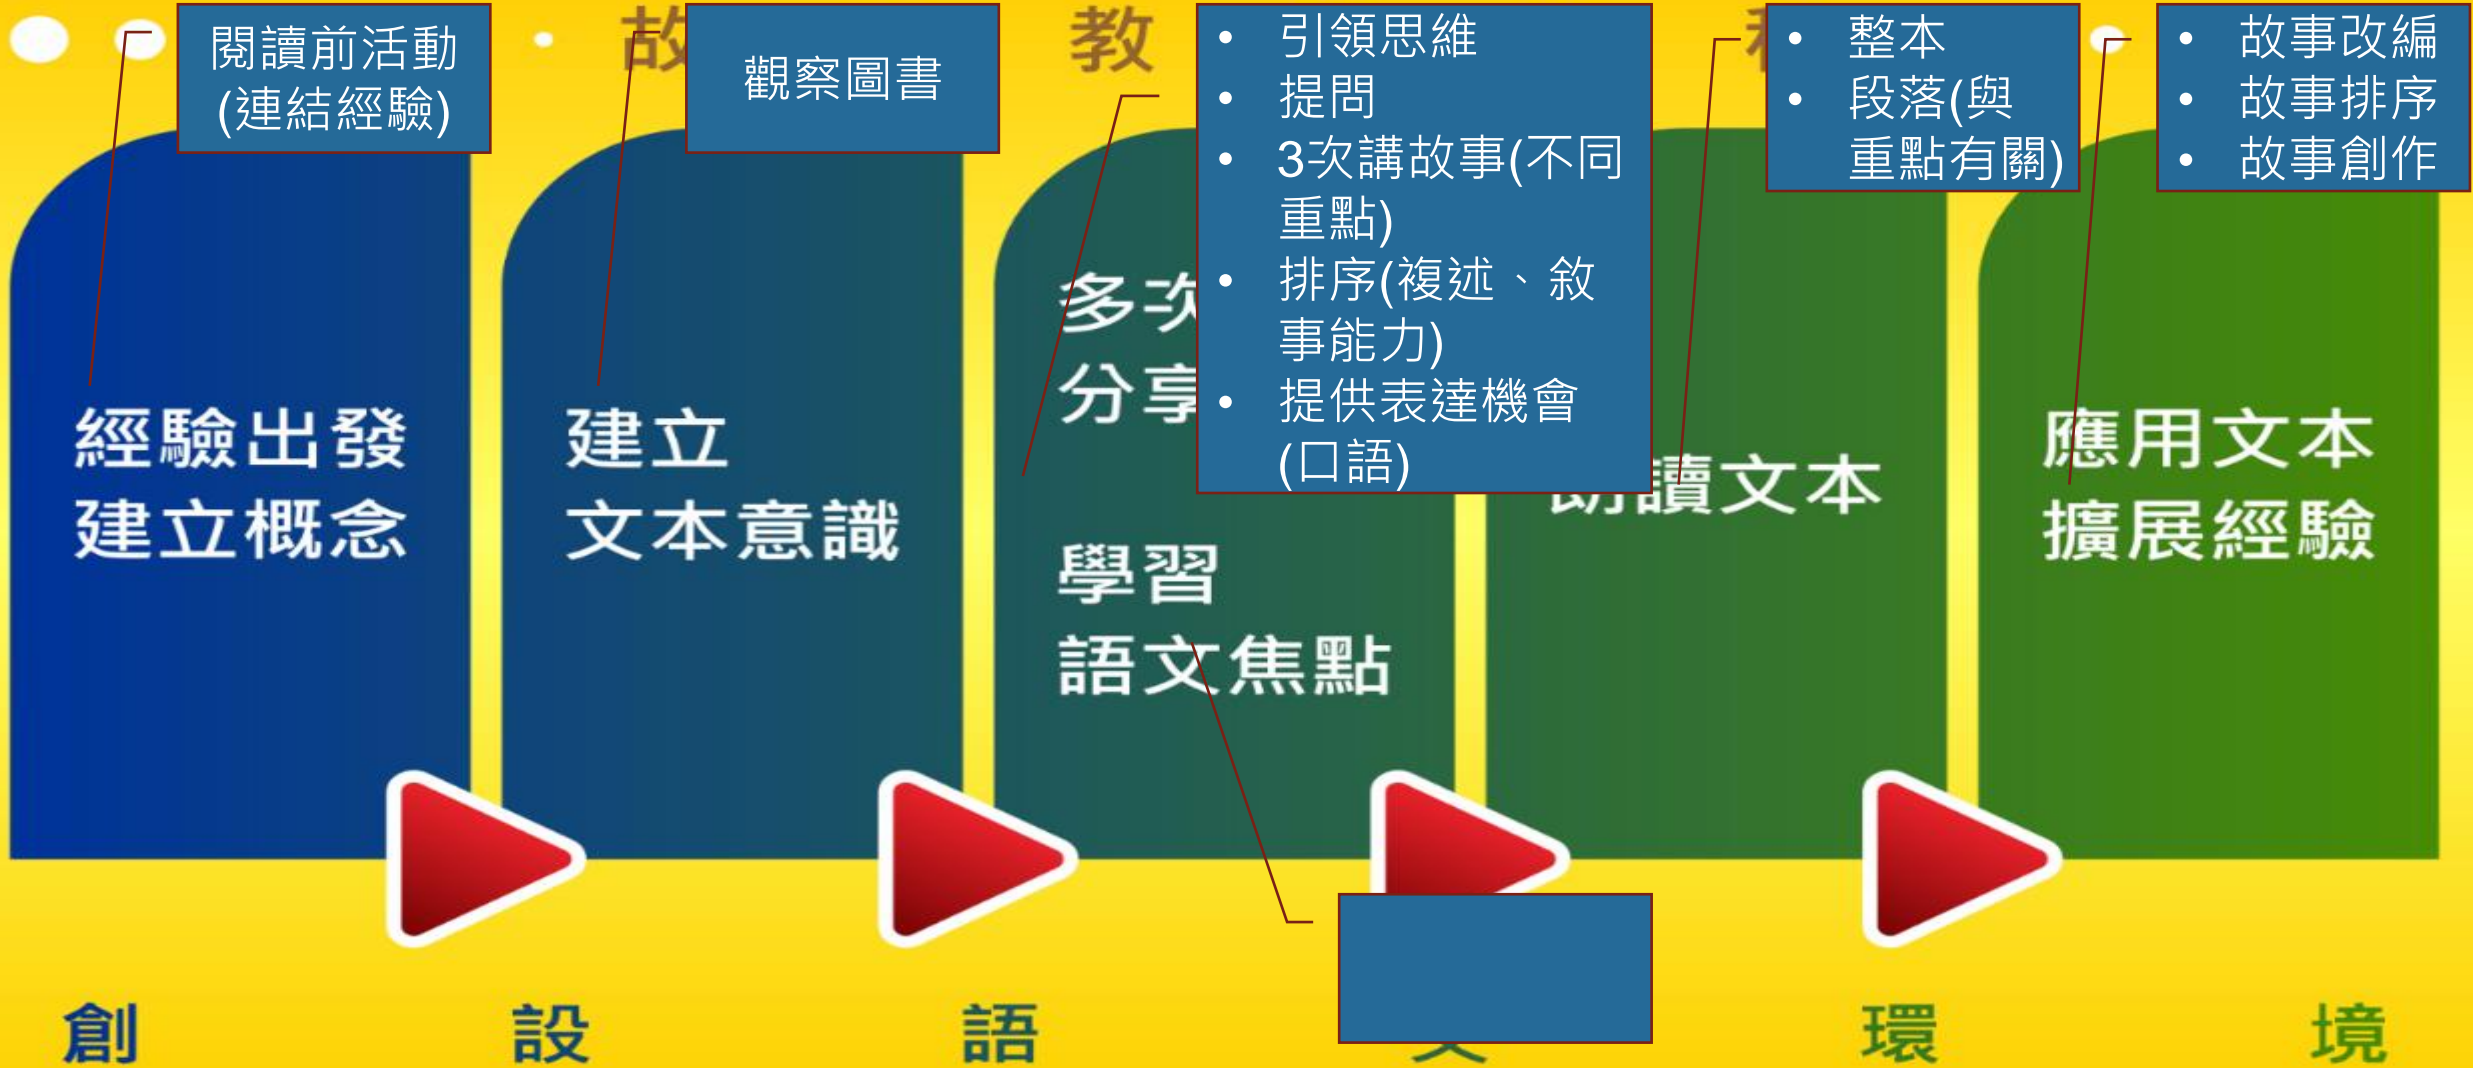 故
教
閱讀前活動
(連結經驗)
觀察圖書
• 引領思維
• 提問
• 3次講故事(不同
重點)
• 排序(複述、敘
事能力)
• 提供表達機會
(口語)
• 整本
• 段落(與
重點有關)
• 故事改編
• 故事排序
• 故事創作
經驗出發
建立概念
建立
文本意識
多次
分享
學習
語文焦點
朗讀文本
應用文本
擴展經驗
創 設 語 文 環 境